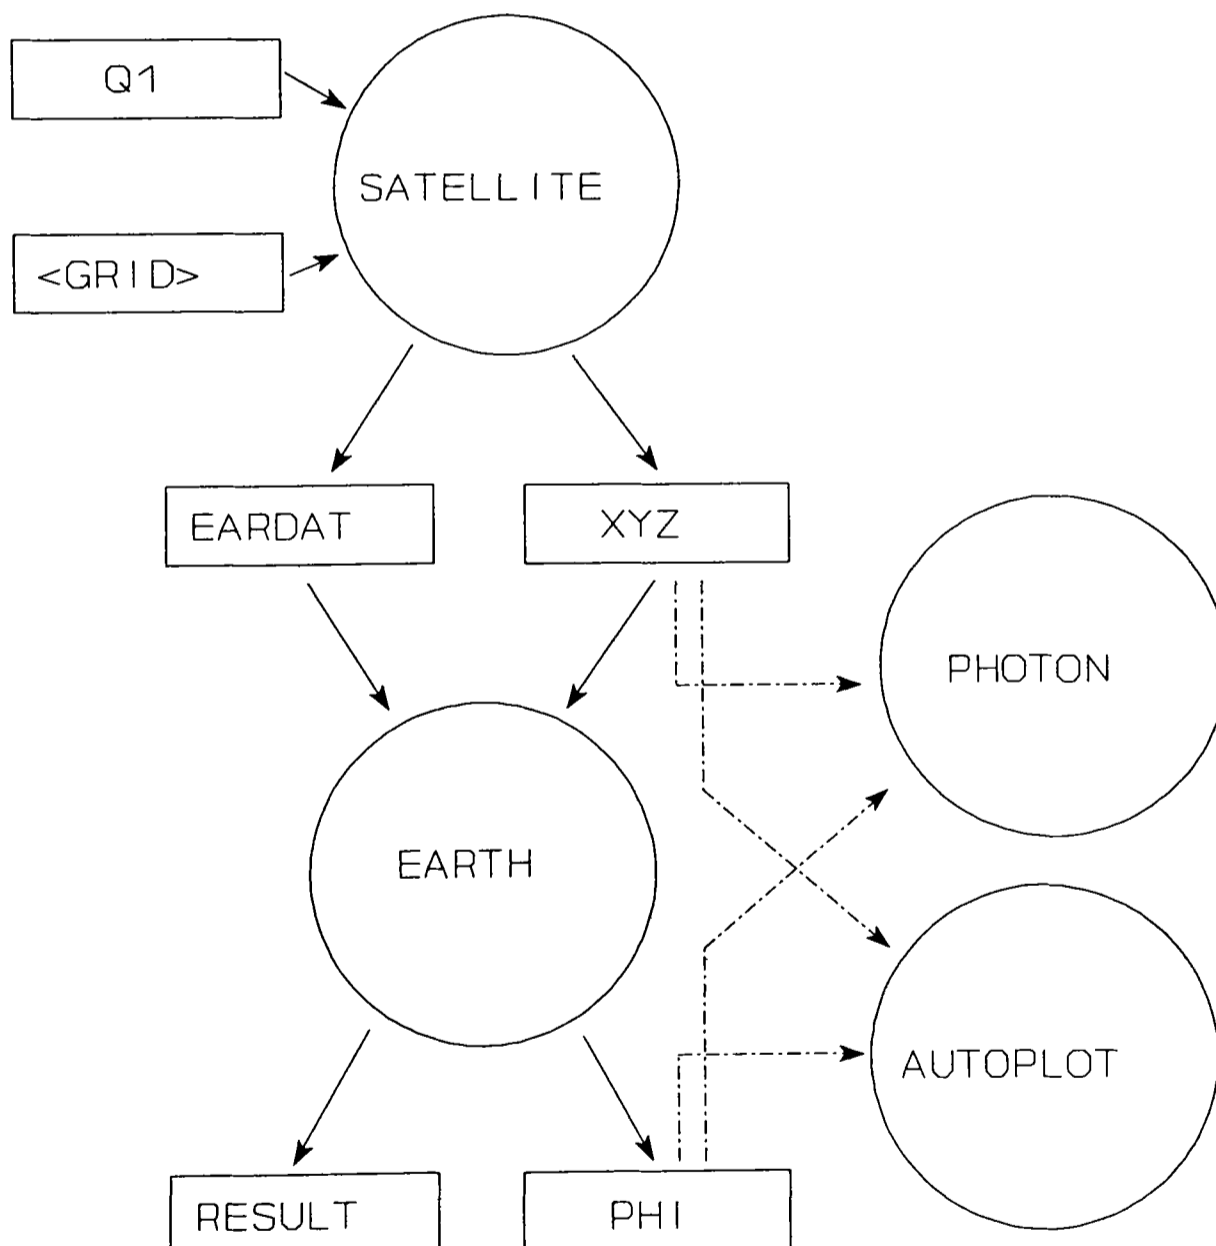 Q1
SATELLITE
<GRID>
EARDAT
XYZ
PHOTON
EARTH
AUTOPLOT
RESULT
PHI